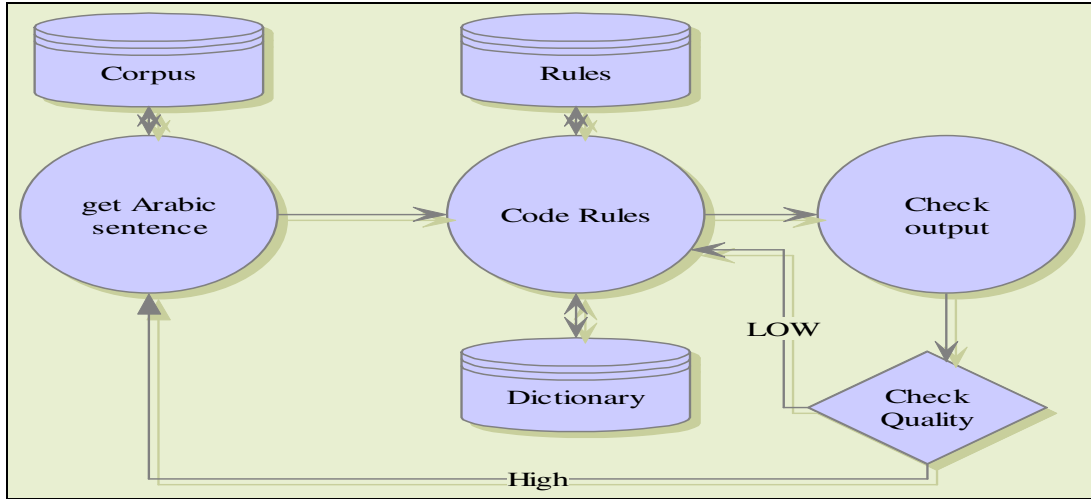 Corpus
Rules
get Arabic
sentence
Code Rules
Check
output
LOW
Dictionary
Check
Quality
High